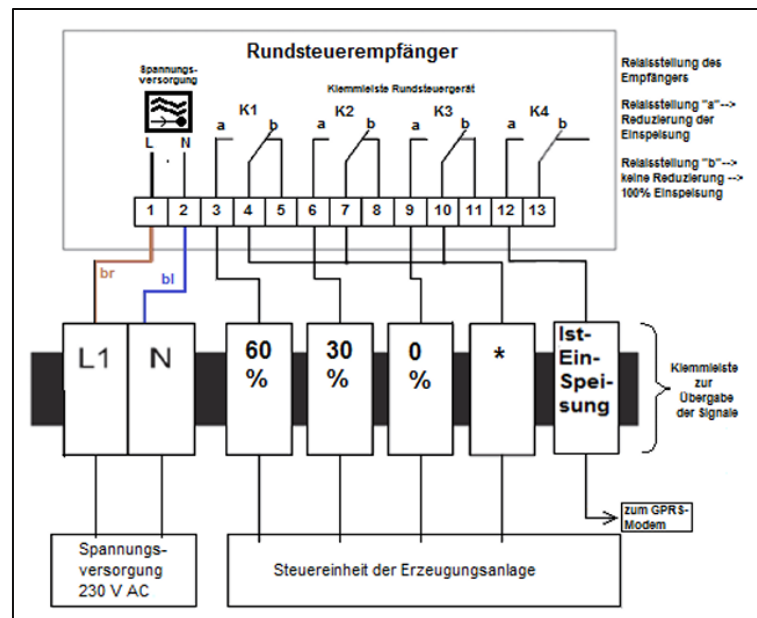 Rundsteuerempfänger
Spannungs-
versorgung
Klemmleiste Rundsteuergerät
K1
K2
K3
K4
a
b
a
b
a
b
a
b
L
N
1
2
3
4
5
6
7
8
9
10
11
12
13
Relaisstellung des
Empfängers
Relaisstellung "a"-->
Reduzierung der
Einspeisung
Relaisstellung "b"-->
keine Reduzierung -->
100% Einspeisung
br
bl
L1
N
60
%
30
%
0
%
*
Ist-
Ein-
Spei-
sung
Klemmleiste
zur
Übergabe
der Signale
zum GPRS-
Modem
Spannungs-
versorgung
230 V AC
Steuereinheit der Erzeugungsanlage